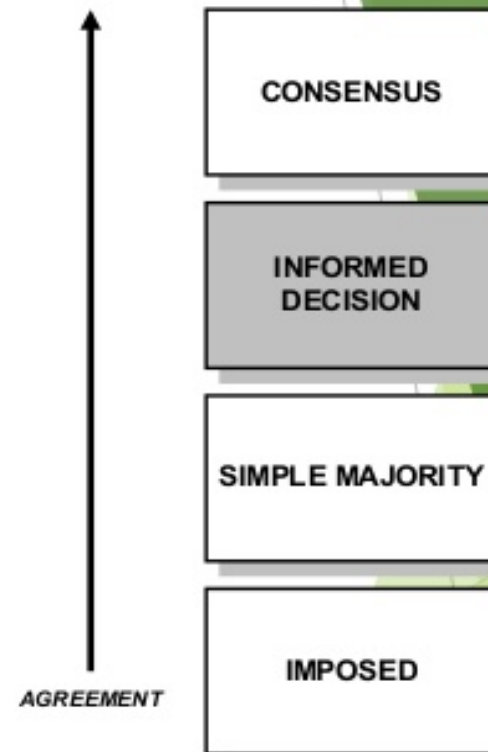 CONSENSUS
INFORMED
DECISION
SIMPLE MAJORITY
IMPOSED
AGREEMENT